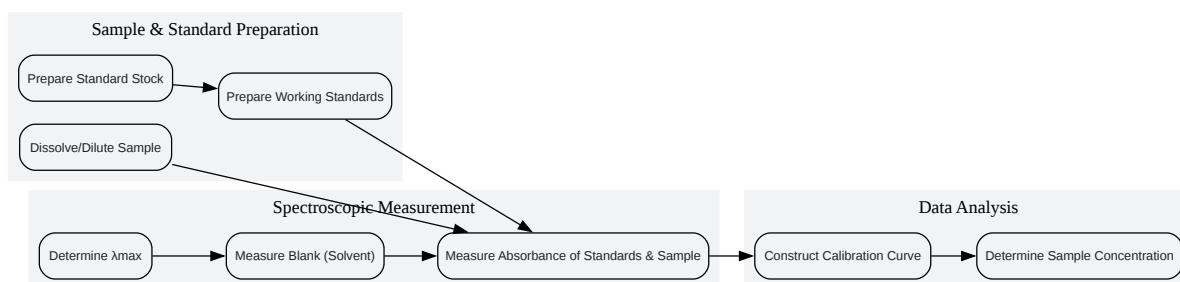 Sample & Standard Preparation
Prepare Standard Stock
Prepare Working Standards
Dissolve/Dilute Sample
Spectroscopic Measurement
Determine λmax
Measure Blank (Solvent)
Measure Absorbance of Standards & Sample
Data Analysis
Construct Calibration Curve
Determine Sample Concentration